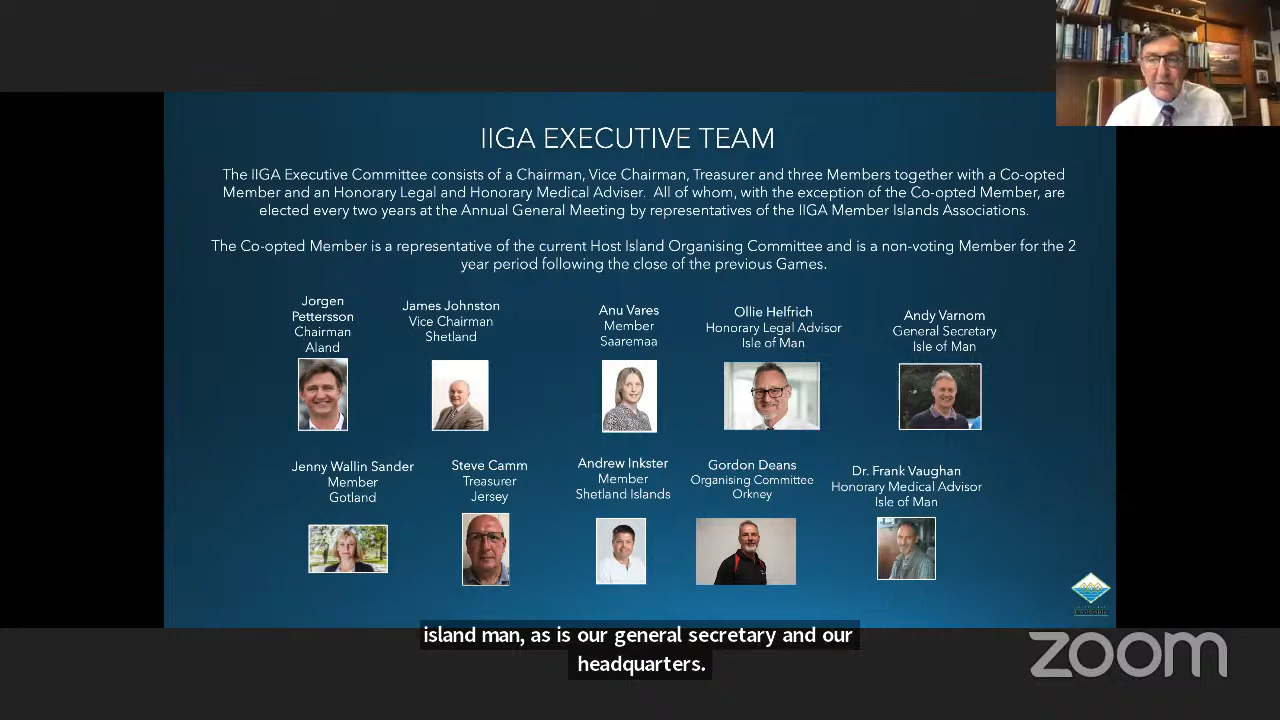 IIGA EXECUTIVE TEAM
The IIGA Executive Committee consists of a Chairman, Vice Chairman, Treasurer and three Members together with a Co-opted
Member and an Honorary Legal and Honorary Medical Adviser. All of whom, with the exception of the Co-opted Member, are
elected every two years at the Annual General Meeting by representatives of the IIGA Member Islands Associations.
The Co-opted Member is a representative of the current Host Island Organising Committee and is a non-voting Member for the 2
year period following the close of the previous Games.
Jorgen
Pettersson
Chairman
Aland
James Johnston
Vice Chairman
Shetland
Anu Vares
Member
Saaremaa
Ollie Helfrich
Honorary Legal Advisor
Isle of Man
Andy Varnom
General Secretary
Isle of Man
Jenny Wallin Sander
Member
Gotland
Steve Camm
Treasurer
Jersey
Andrew Inkster
Member
Shetland Islands
Gordon Deans
Organising Committee
Orkney
Dr. Frank Vaughan
Honorary Medical Advisor
Isle of Man
island man, as is our general secretary and our
headquarters.
zoom